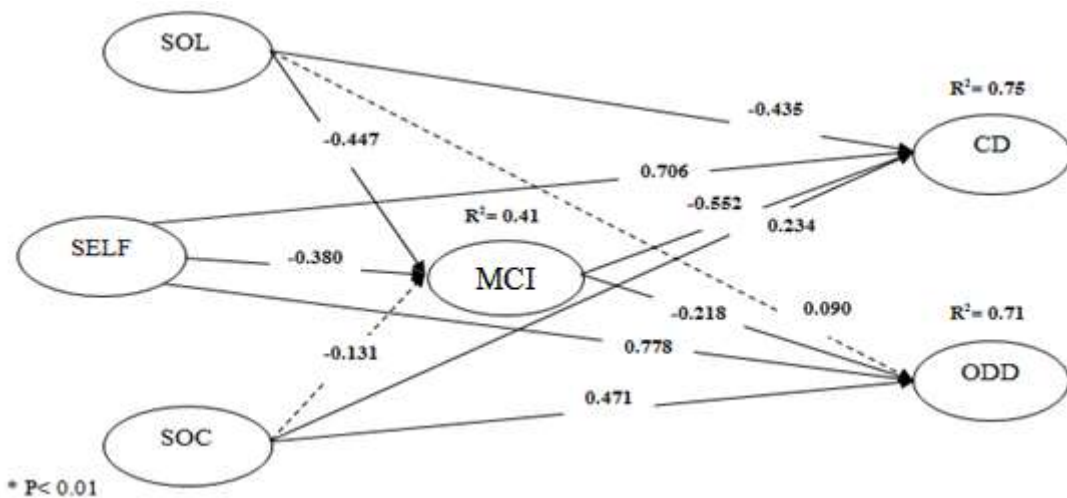 SOL
R²= 0.75
-0.435
CD
-0.447
0.706
-0.552
R²= 0.41
0.234
SELF
-0.380
MCI
-0.218
0.090
R²= 0.71
-0.131
0.778
ODD
0.471
SOC
* P< 0.01